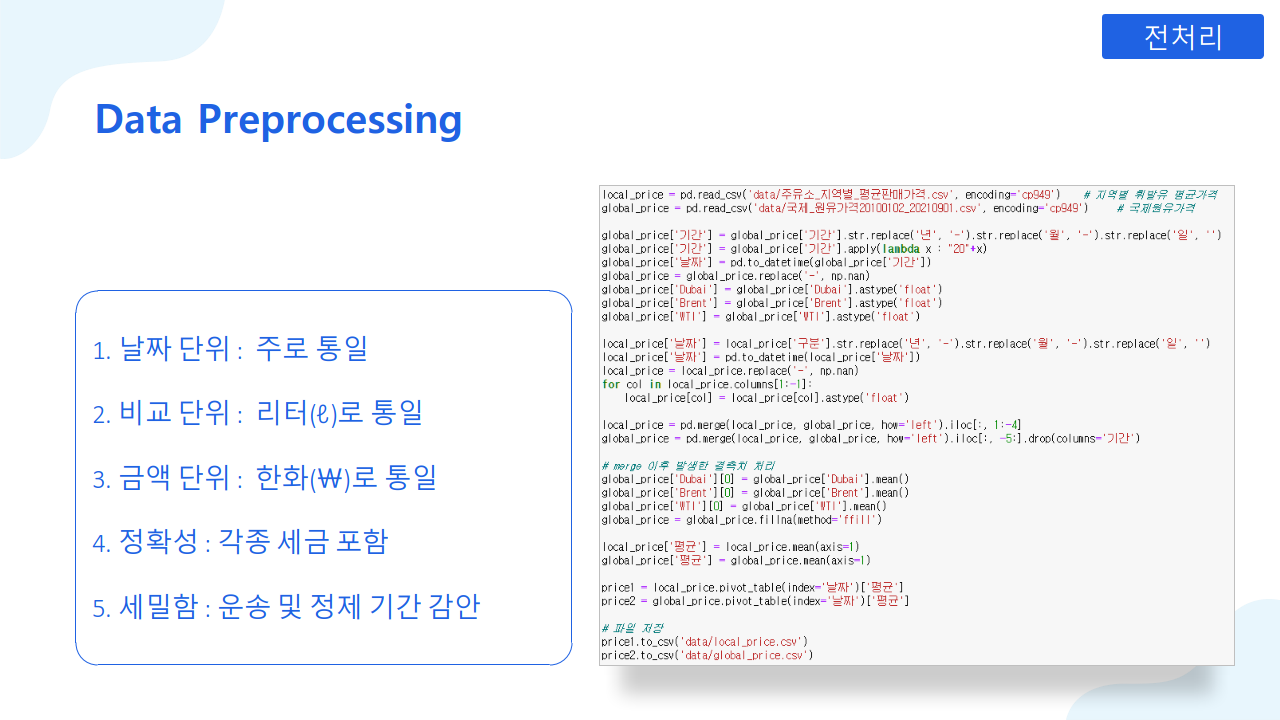 전처리
Data Preprocessing
1. 날짜 단위 : 주로 통일
2. 비교 단위 : 리터(ℓ)로 통일
3. 금액 단위 : 한화(₩)로 통일
4. 정확성 : 각종 세금 포함
5. 세밀함 : 운송 및 정제 기간 감안
local_price = pd.read_csv('data/주유소_지역별_평균판매가격.csv', encoding='cp949') # 지역별 휘발유 평균가격
global_price = pd.read_csv('data/국제_원유가격20100102_20210901.csv', encoding='cp949') # 국제원유가격
global_price['기간'] = global_price['기간'].str.replace('년', '-').str.replace('월', '-').str.replace('일', '')
global_price['기간'] = global_price['기간'].apply(lambda x : "20"+x)
global_price['날짜'] = pd.to_datetime(global_price['기간'])
global_price = global_price.replace('-', np.nan)
global_price['Dubai'] = global_price['Dubai'].astype('float')
global_price['Brent'] = global_price['Brent'].astype('float')
global_price['WTI'] = global_price['WTI'].astype('float')
local_price['날짜'] = local_price['구분'].str.replace('년', '-').str.replace('월', '-').str.replace('일', '')
local_price['날짜'] = pd.to_datetime(local_price['날짜'])
local_price = local_price.replace('-', np.nan)
for col in local_price.columns[1:-1]:
    local_price[col] = local_price[col].astype('float')
local_price = pd.merge(local_price, global_price, how='left').iloc[:, 1:-4]
global_price = pd.merge(local_price, global_price, how='left').iloc[:, -5:].drop(columns='기간')
# merge 이후 발생한 결측치 처리
global_price['Dubai'][0] = global_price['Dubai'].mean()
global_price['Brent'][0] = global_price['Brent'].mean()
global_price['WTI'][0] = global_price['WTI'].mean()
global_price = global_price.fillna(method='ffill')
local_price['평균'] = local_price.mean(axis=1)
global_price['평균'] = global_price.mean(axis=1)
price1 = local_price.pivot_table(index='날짜')['평균']
price2 = global_price.pivot_table(index='날짜')['평균']
# 파일 저장
price1.to_csv('data/local_price.csv')
price2.to_csv('data/global_price.csv')